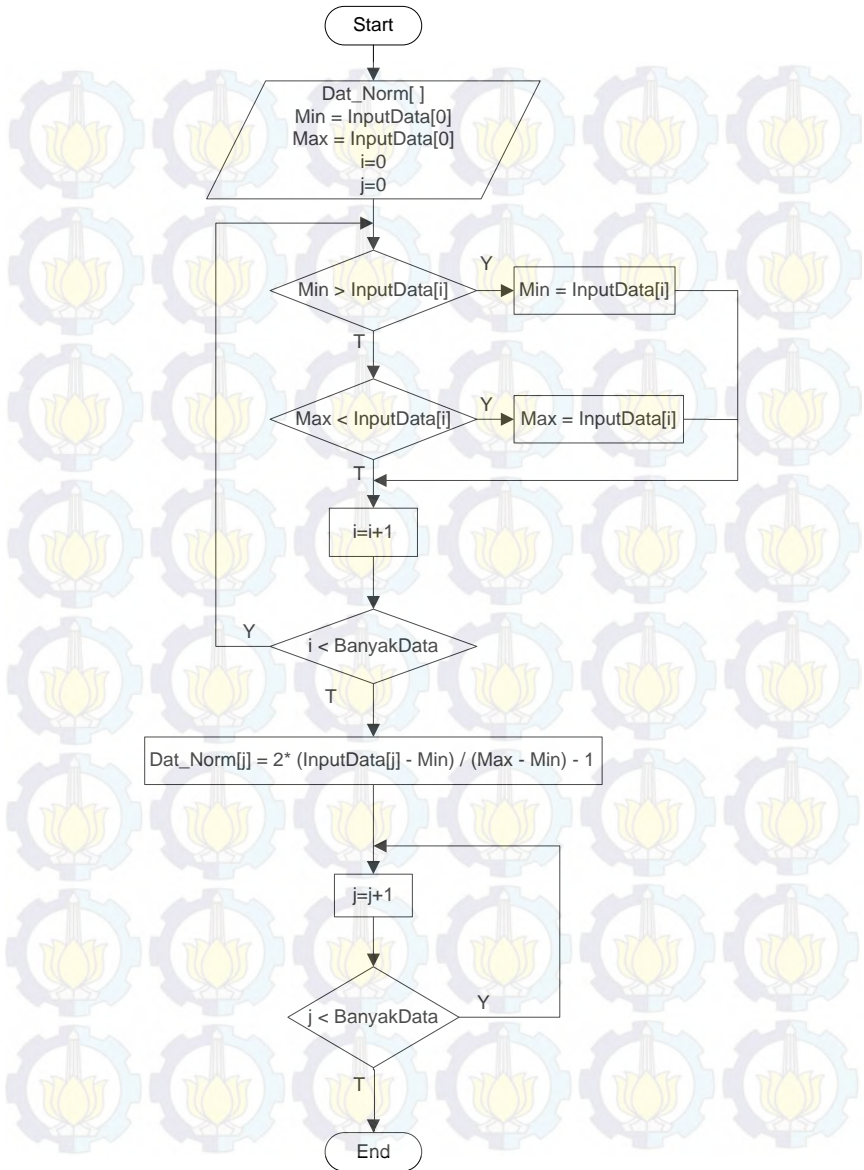 Start
Dat_Norm[ ]
Min = InputData[0]
Max = InputData[0]
i=0
j=0
Min > InputData[i]
Y
Min = InputData[i]
T
Max < InputData[i]
Y
Max = InputData[i]
T
i=i+1
Y
i < BanyakData
T
Dat_Norm[j] = 2* (InputData[j] - Min) / (Max - Min) - 1
j=j+1
j < BanyakData
Y
T
End